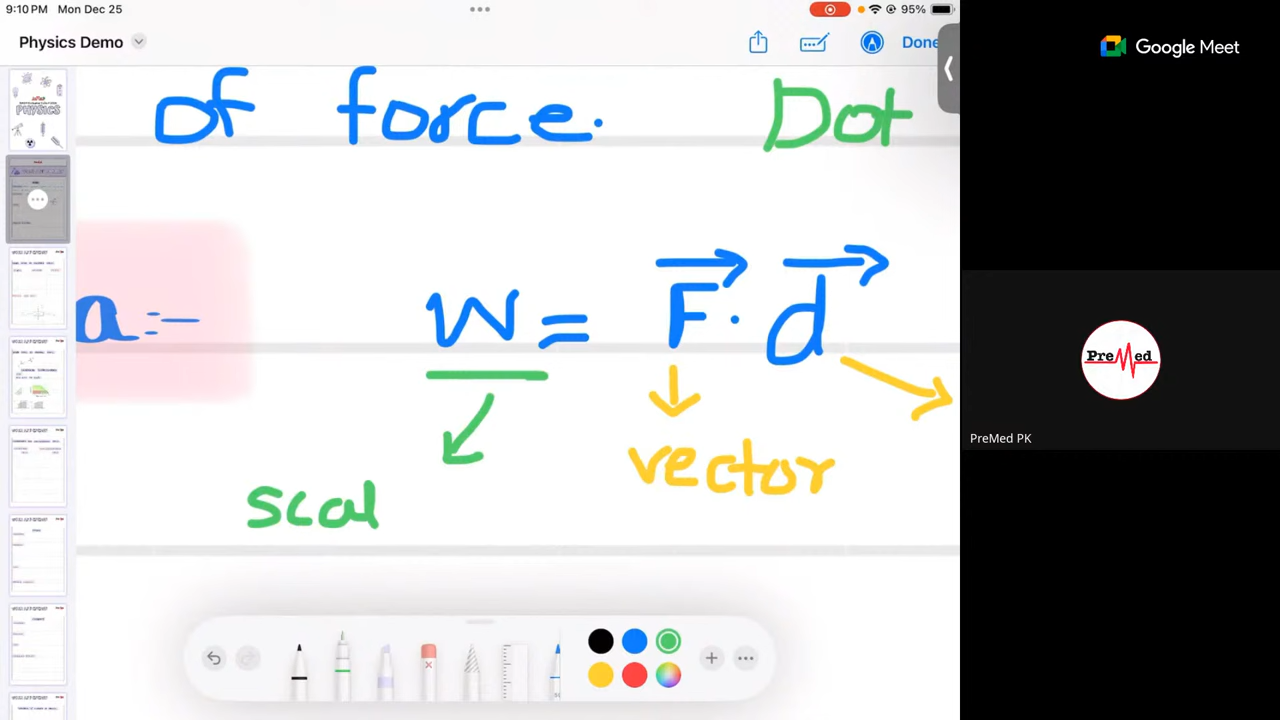 9:10 PM Mon Dec 25
95%
Physics Demo
Done
Google Meet
PHYSICS
of force. Dot
a:-
W = F . d
vector
scal
PreMed
PreMed PK